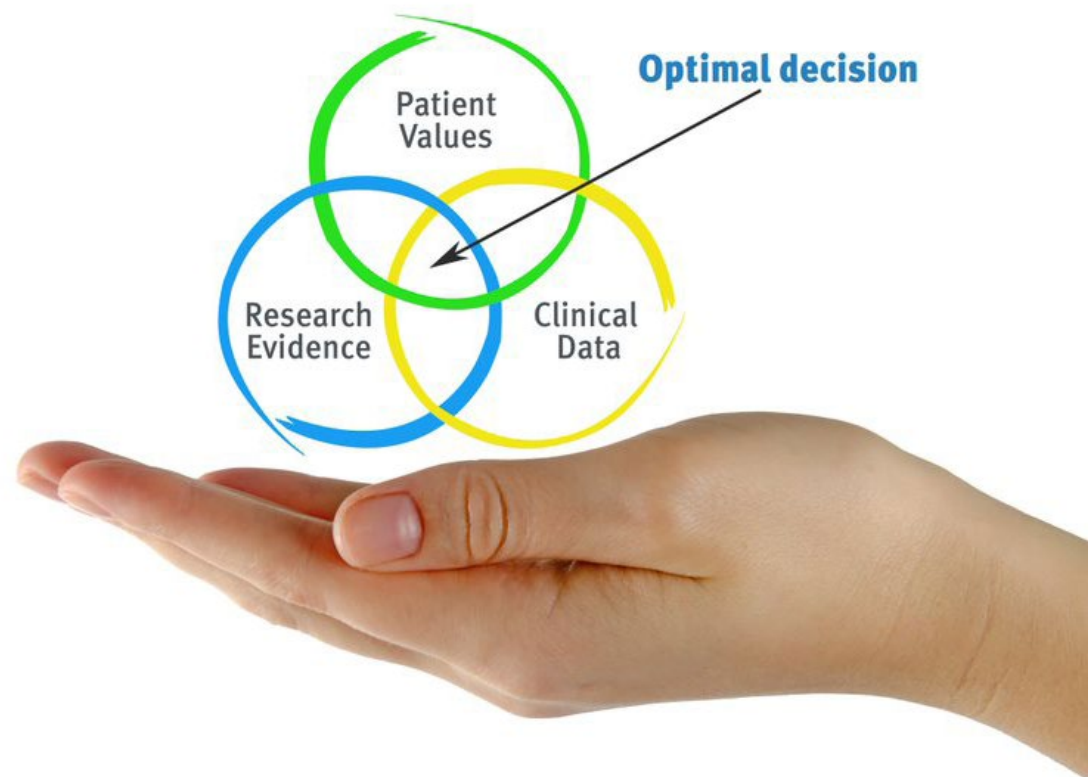 Optimal decision
Patient
Values
Research
Evidence
Clinical
Data